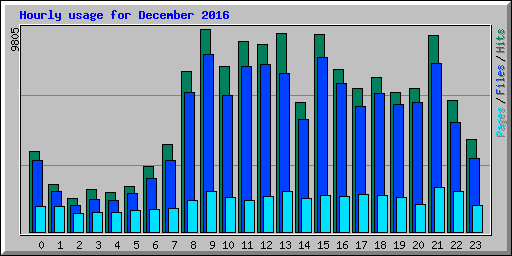 Hourly usage for December 2016
9805
Pages / Files / Hits
0 1 2 3 4 5 6 7 8 9 10 11 12 13 14 15 16 17 18 19 20 21 22 23